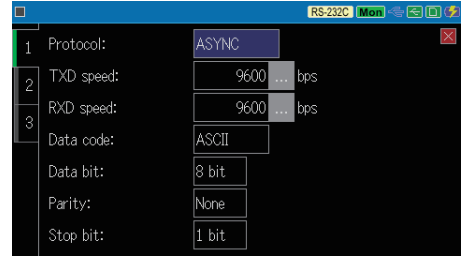 RS-232C Mon
1 Protocol: ASYNC
2 TXD speed: 9600 ... bps
3 RXD speed: 9600 ... bps
Data code: ASCII
Data bit: 8 bit
Parity: None
Stop bit: 1 bit